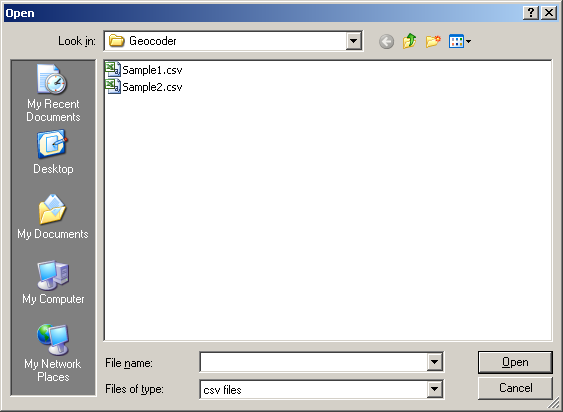 Open
Look in: Geocoder
Sample1.csv
Sample2.csv
My Recent
Documents
Desktop
My Documents
My Computer
My Network
Places
File name:
Open
Files of type: csv files
Cancel